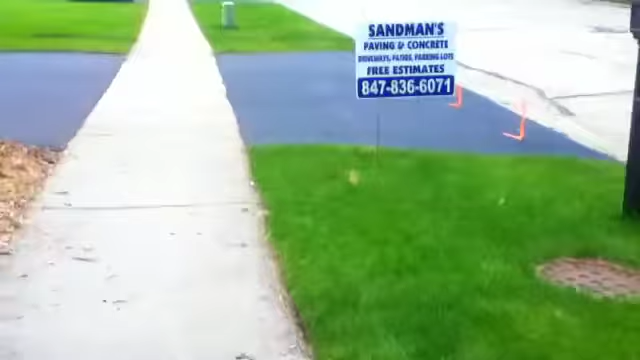 SANDMAN'S
PAVING & CONCRETE
DRIVEWAYS, PATIOS, PARKING LOTS
FREE ESTIMATES
847-836-6071